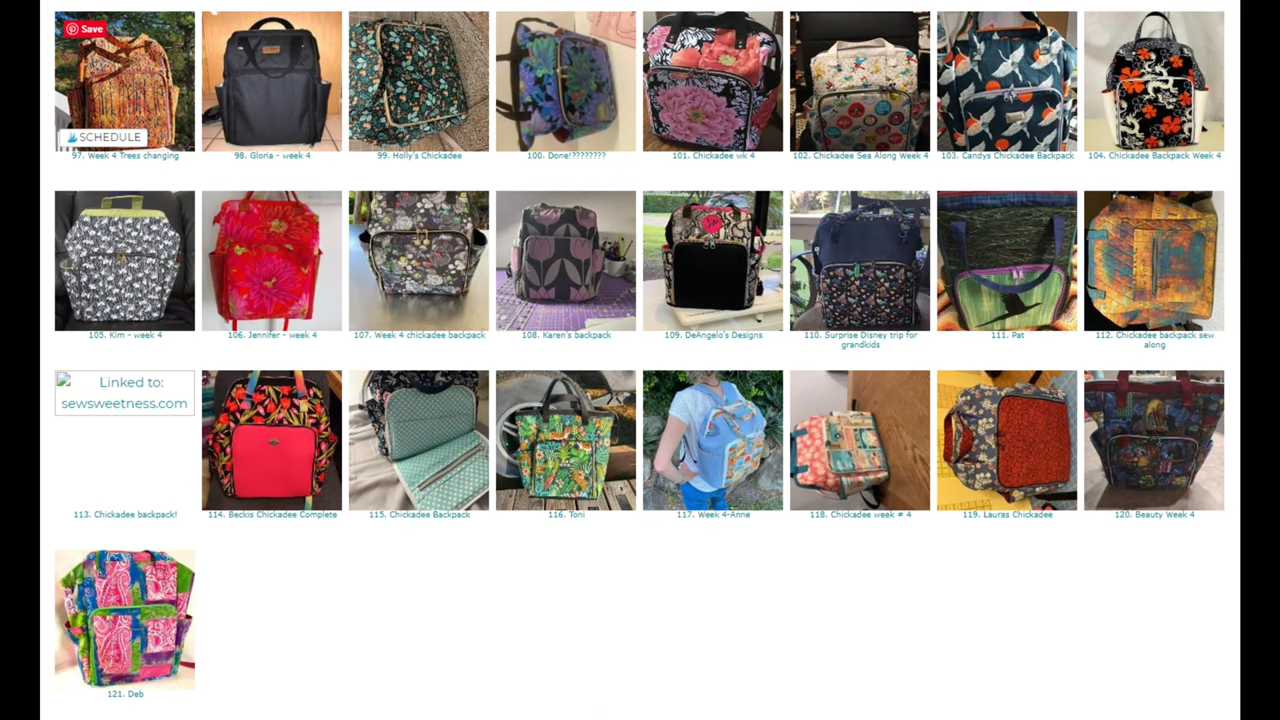 Save
SCHEDULE
97. Week 4 Trees changing
98. Gloria - week 4
99. Holly's Chickadee
100. Done!????????
101. Chickadee wk 4
102. Chickadee Sea Along Week 4
103. Candys Chickadee Backpack
104. Chickadee Backpack Week 4
105. Kim - week 4
106. Jennifer - week 4
107. Week 4 chickadee backpack
108. Karen's backpack
109. DeAngelo's Designs
110. Surprise Disney trip for
grandkids
111. Pat
112. Chickadee backpack sew
along
Linked to:
sewsweetness.com
113. Chickadee backpack!
114. Beckis Chickadee Complete
115. Chickadee Backpack
116. Toni
117. Week 4-Anne
118. Chickadee week # 4
119. Lauras Chickadee
120. Beauty Week 4
121. Deb